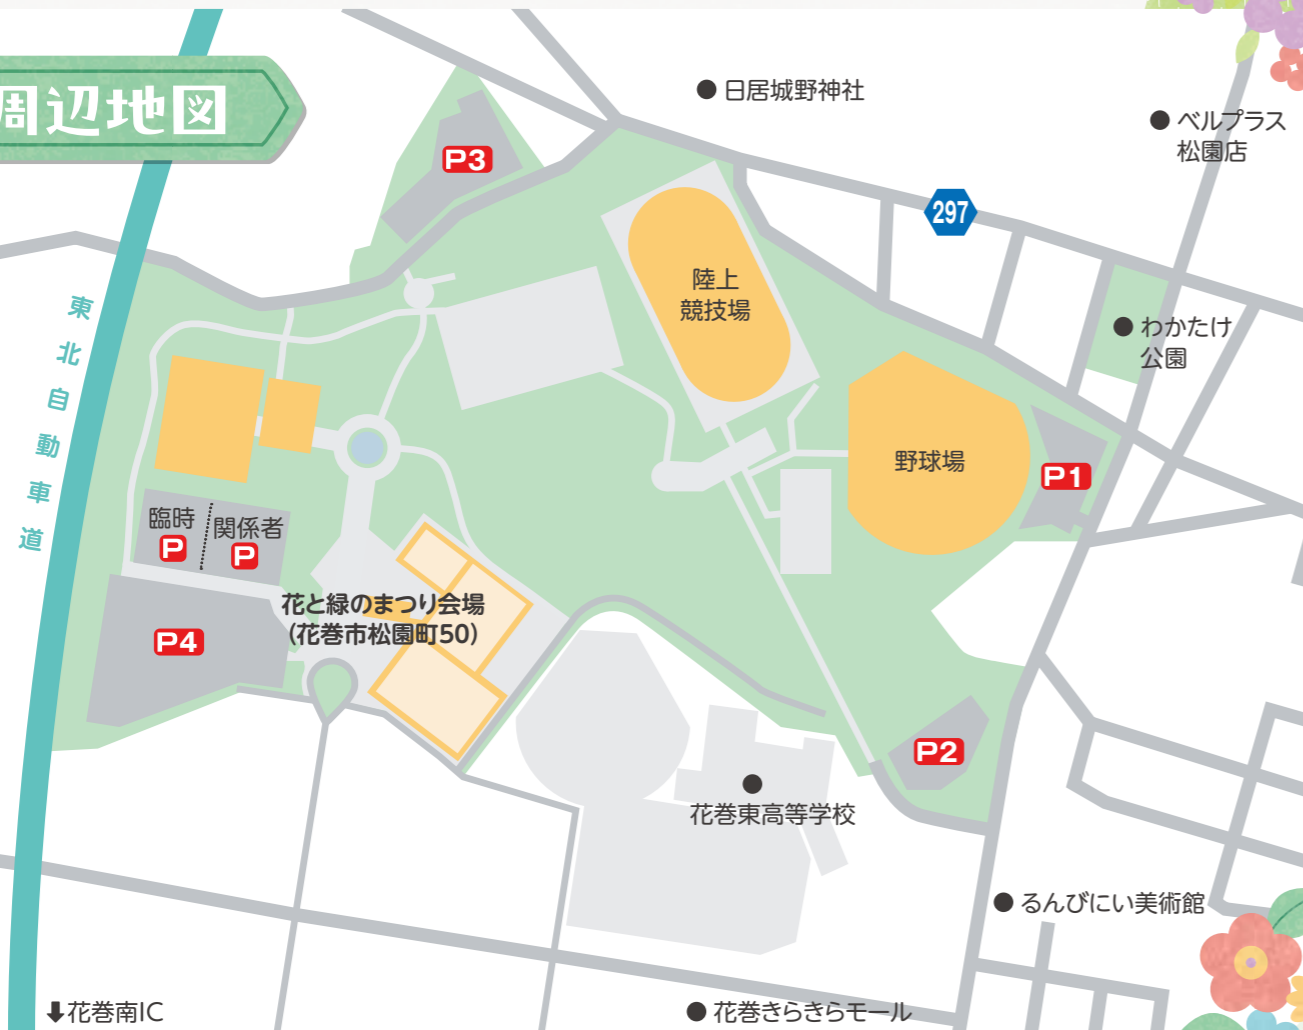 周辺地図
日居城野神社
ベルプラス
松園店
P3
297
陸上
競技場
わかたけ
公園
東北自動車道
野球場
P1
臨時
P
関係者
P
花と緑のまつり会場
(花巻市松園町50)
P4
P2
花巻東高等学校
るんびにい美術館
⬇花巻南IC
花巻きらきらモール